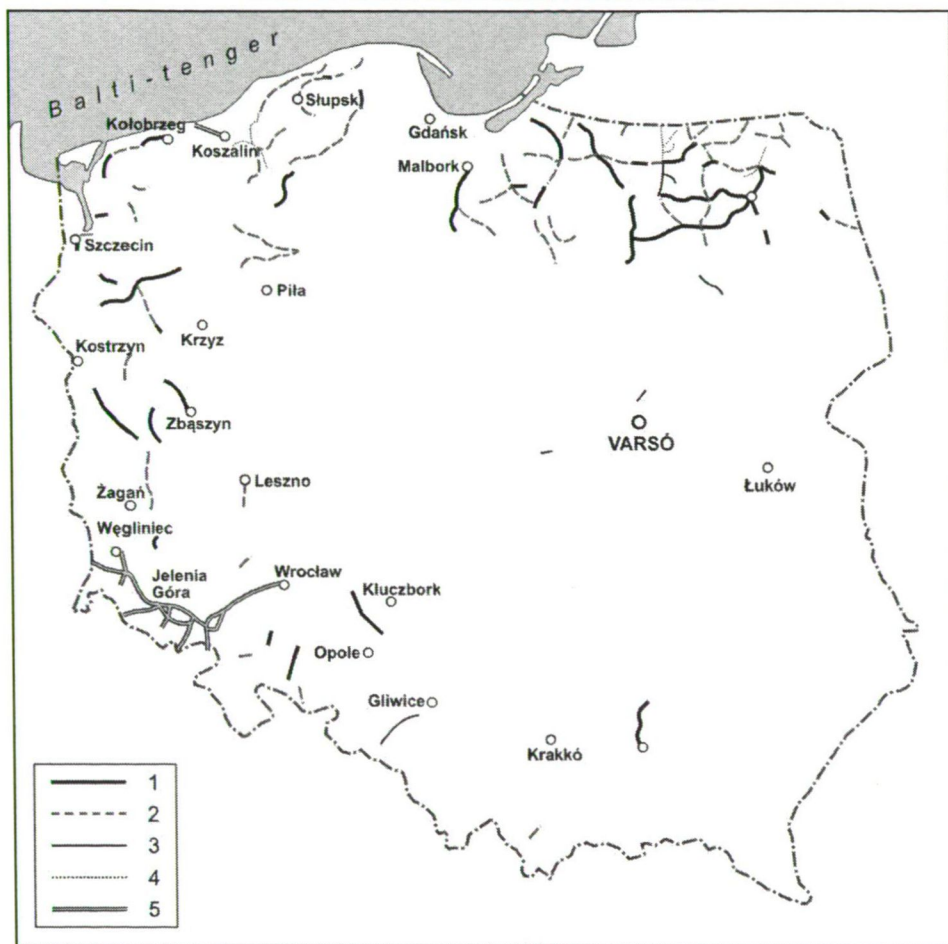 Balti-tenger
Słupsk
Kołobrzeg
Koszalin
Gdańsk
Malbork
Szczecin
Piła
Krzyz
Kostrzyn
Zbąszyn
VARSÓ
Łuków
Leszno
Żagań
Węgliniec
Jelenia
Góra
Wrocław
Kluczbork
Opole
Gliwice
Krakkó
1
2
3
4
5